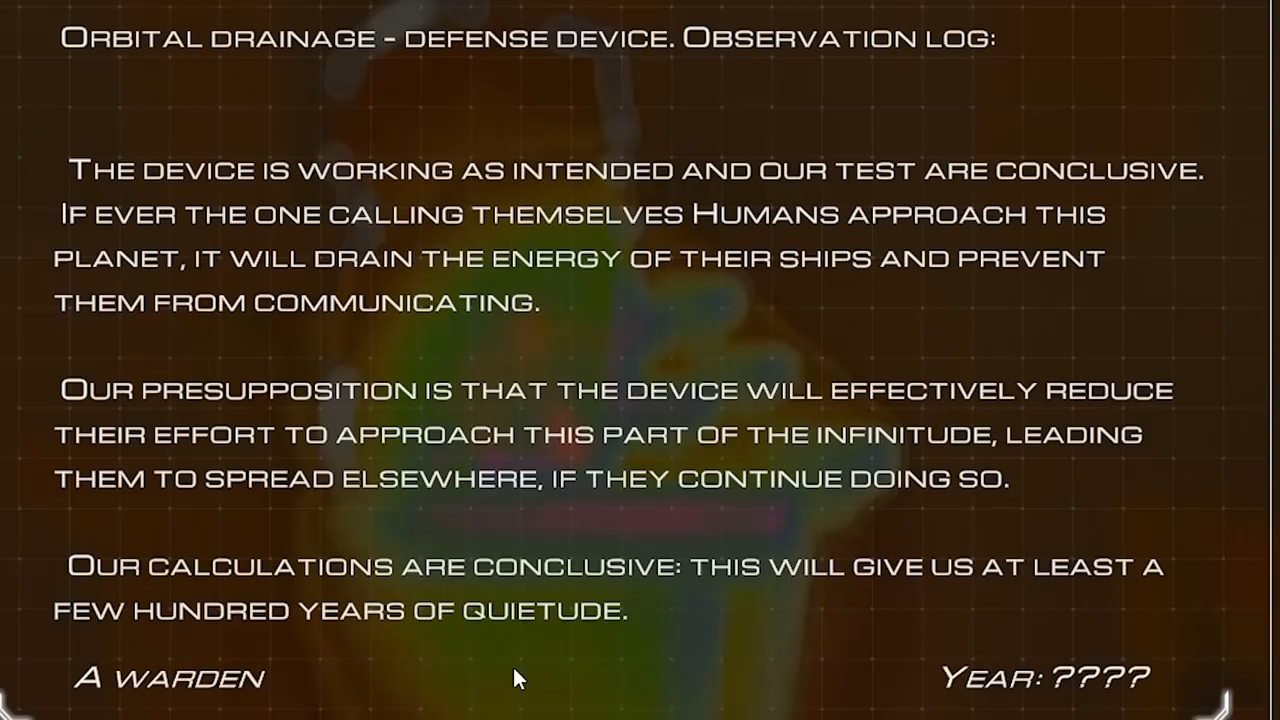 Orbital drainage - defense device. Observation log:
The device is working as intended and our test are conclusive.
If ever the one calling themselves Humans approach this
planet, it will drain the energy of their ships and prevent
them from communicating.
Our presupposition is that the device will effectively reduce
their effort to approach this part of the infinitude, leading
them to spread elsewhere, if they continue doing so.
Our calculations are conclusive: this will give us at least a
few hundred years of quietude.
A warden
Year: ????